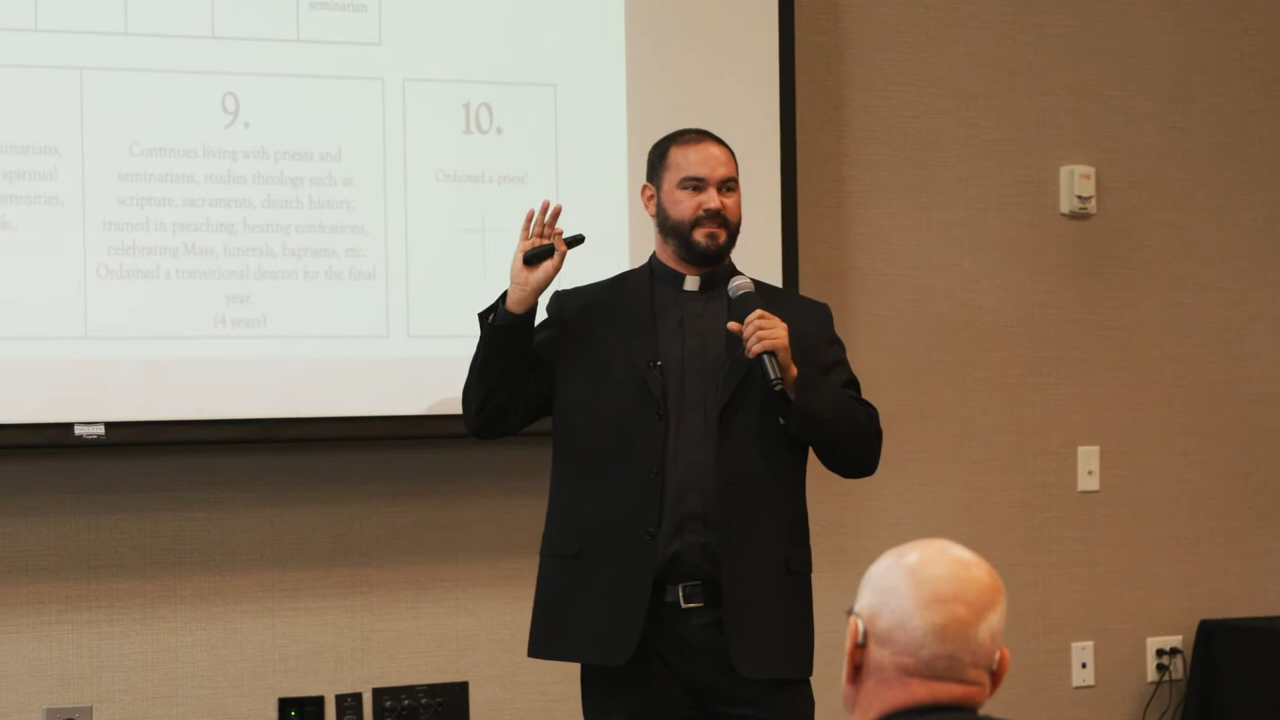 seminarian
9.
Continues living with priests and
seminarians, studies theology such as
scripture, sacraments, church history,
trained in preaching, hearing confessions,
celebrating Mass, funerals, baptisms, etc.
Ordained a transitional deacon for the final
year.
(4 years)
10.
Ordained a priest!
spiritual
FIRE